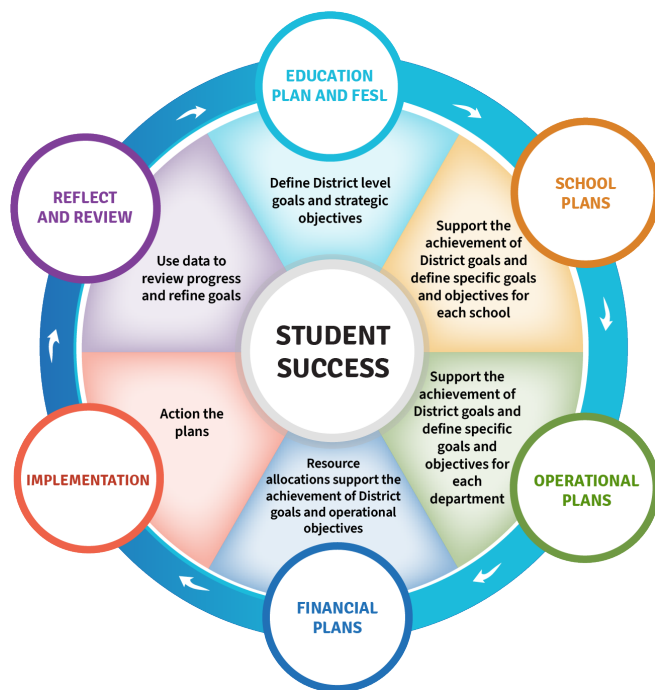 EDUCATION
PLAN AND FESL
Define District level
goals and strategic
objectives
SCHOOL
PLANS
Support the
achievement of
District goals and
define specific goals
and objectives for
each school
OPERATIONAL
PLANS
Support the
achievement of
District goals and
define specific
goals and
objectives for
each
department
FINANCIAL
PLANS
Resource
allocations support the
achievement of District
goals and operational
objectives
IMPLEMENTATION
Action the
plans
REFLECT
AND REVIEW
Use data to
review progress
and refine goals
STUDENT
SUCCESS